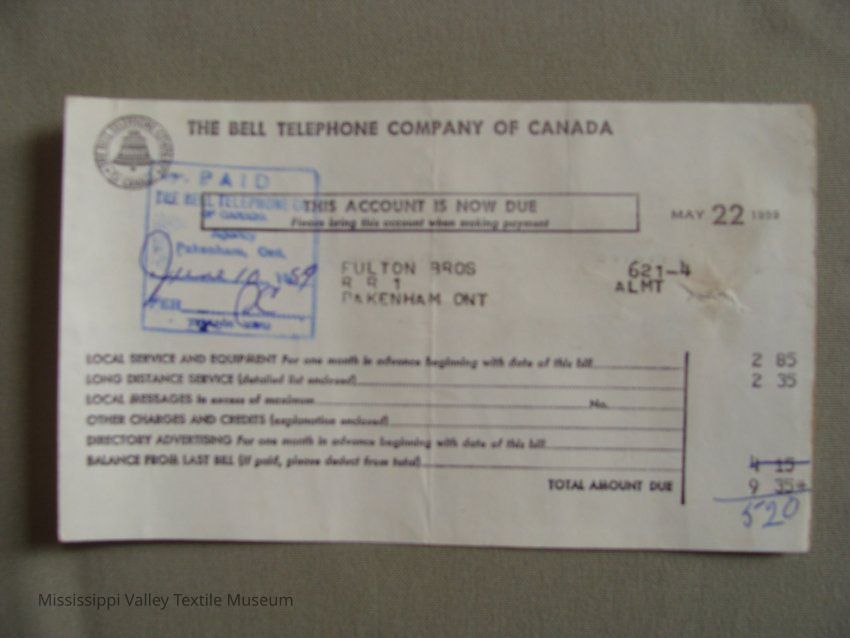 THE BELL TELEPHONE COMPANY OF CANADA
PAID
THE BELL TELEPHONE CO
OF CANADA
Agency
Pakenham, Ont.
10 1959
PER
THIS ACCOUNT IS NOW DUE
Please bring this account when making payment
MAY 22 1959
FULTON BROS
R R 1
PAKENHAM ONT
621-4
ALMT
LOCAL SERVICE AND EQUIPMENT For one month in advance beginning with date of this bill 2 85
LONG DISTANCE SERVICE (detailed list enclosed) 2 35
LOCAL MESSAGES in excess of maximum No.
OTHER CHARGES AND CREDITS (explanation enclosed)
DIRECTORY ADVERTISING For one month in advance beginning with date of this bill
BALANCE FROM LAST BILL (if paid, please deduct from total) 4 15
TOTAL AMOUNT DUE 9 35*
5 20
Mississippi Valley Textile Museum